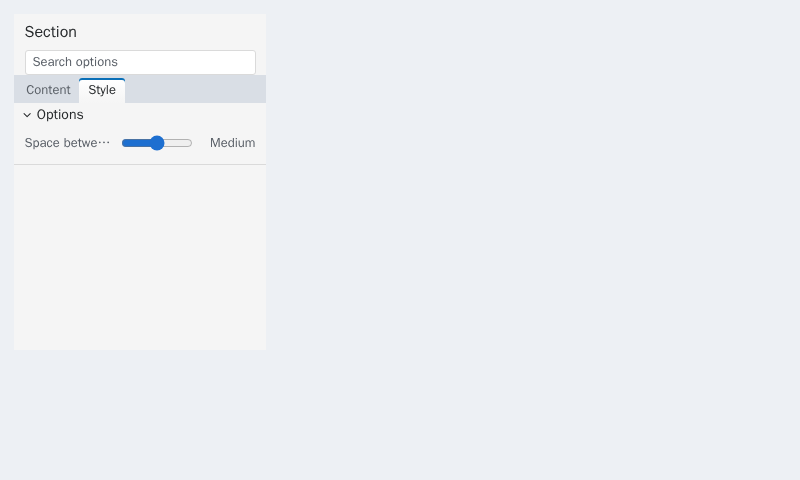 Section
Search options
Content Style
Options
Space betwe··· Medium